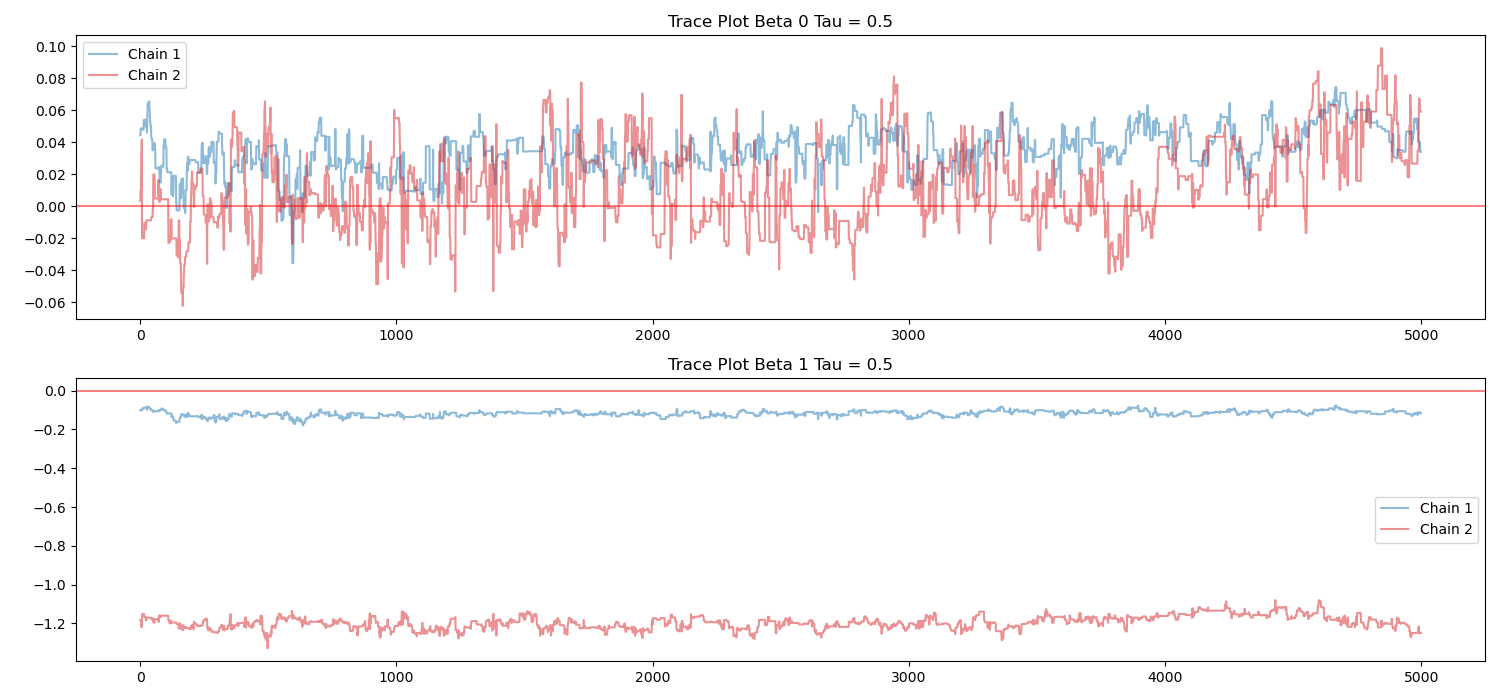 Trace Plot Beta 0 Tau = 0.5
0.10
0.08
0.06
0.04
0.02
0.00
−0.02
−0.04
−0.06
Chain 1
Chain 2
0 1000 2000 3000 4000 5000
Trace Plot Beta 1 Tau = 0.5
0.0
−0.2
−0.4
−0.6
−0.8
−1.0
−1.2
Chain 1
Chain 2
0 1000 2000 3000 4000 5000